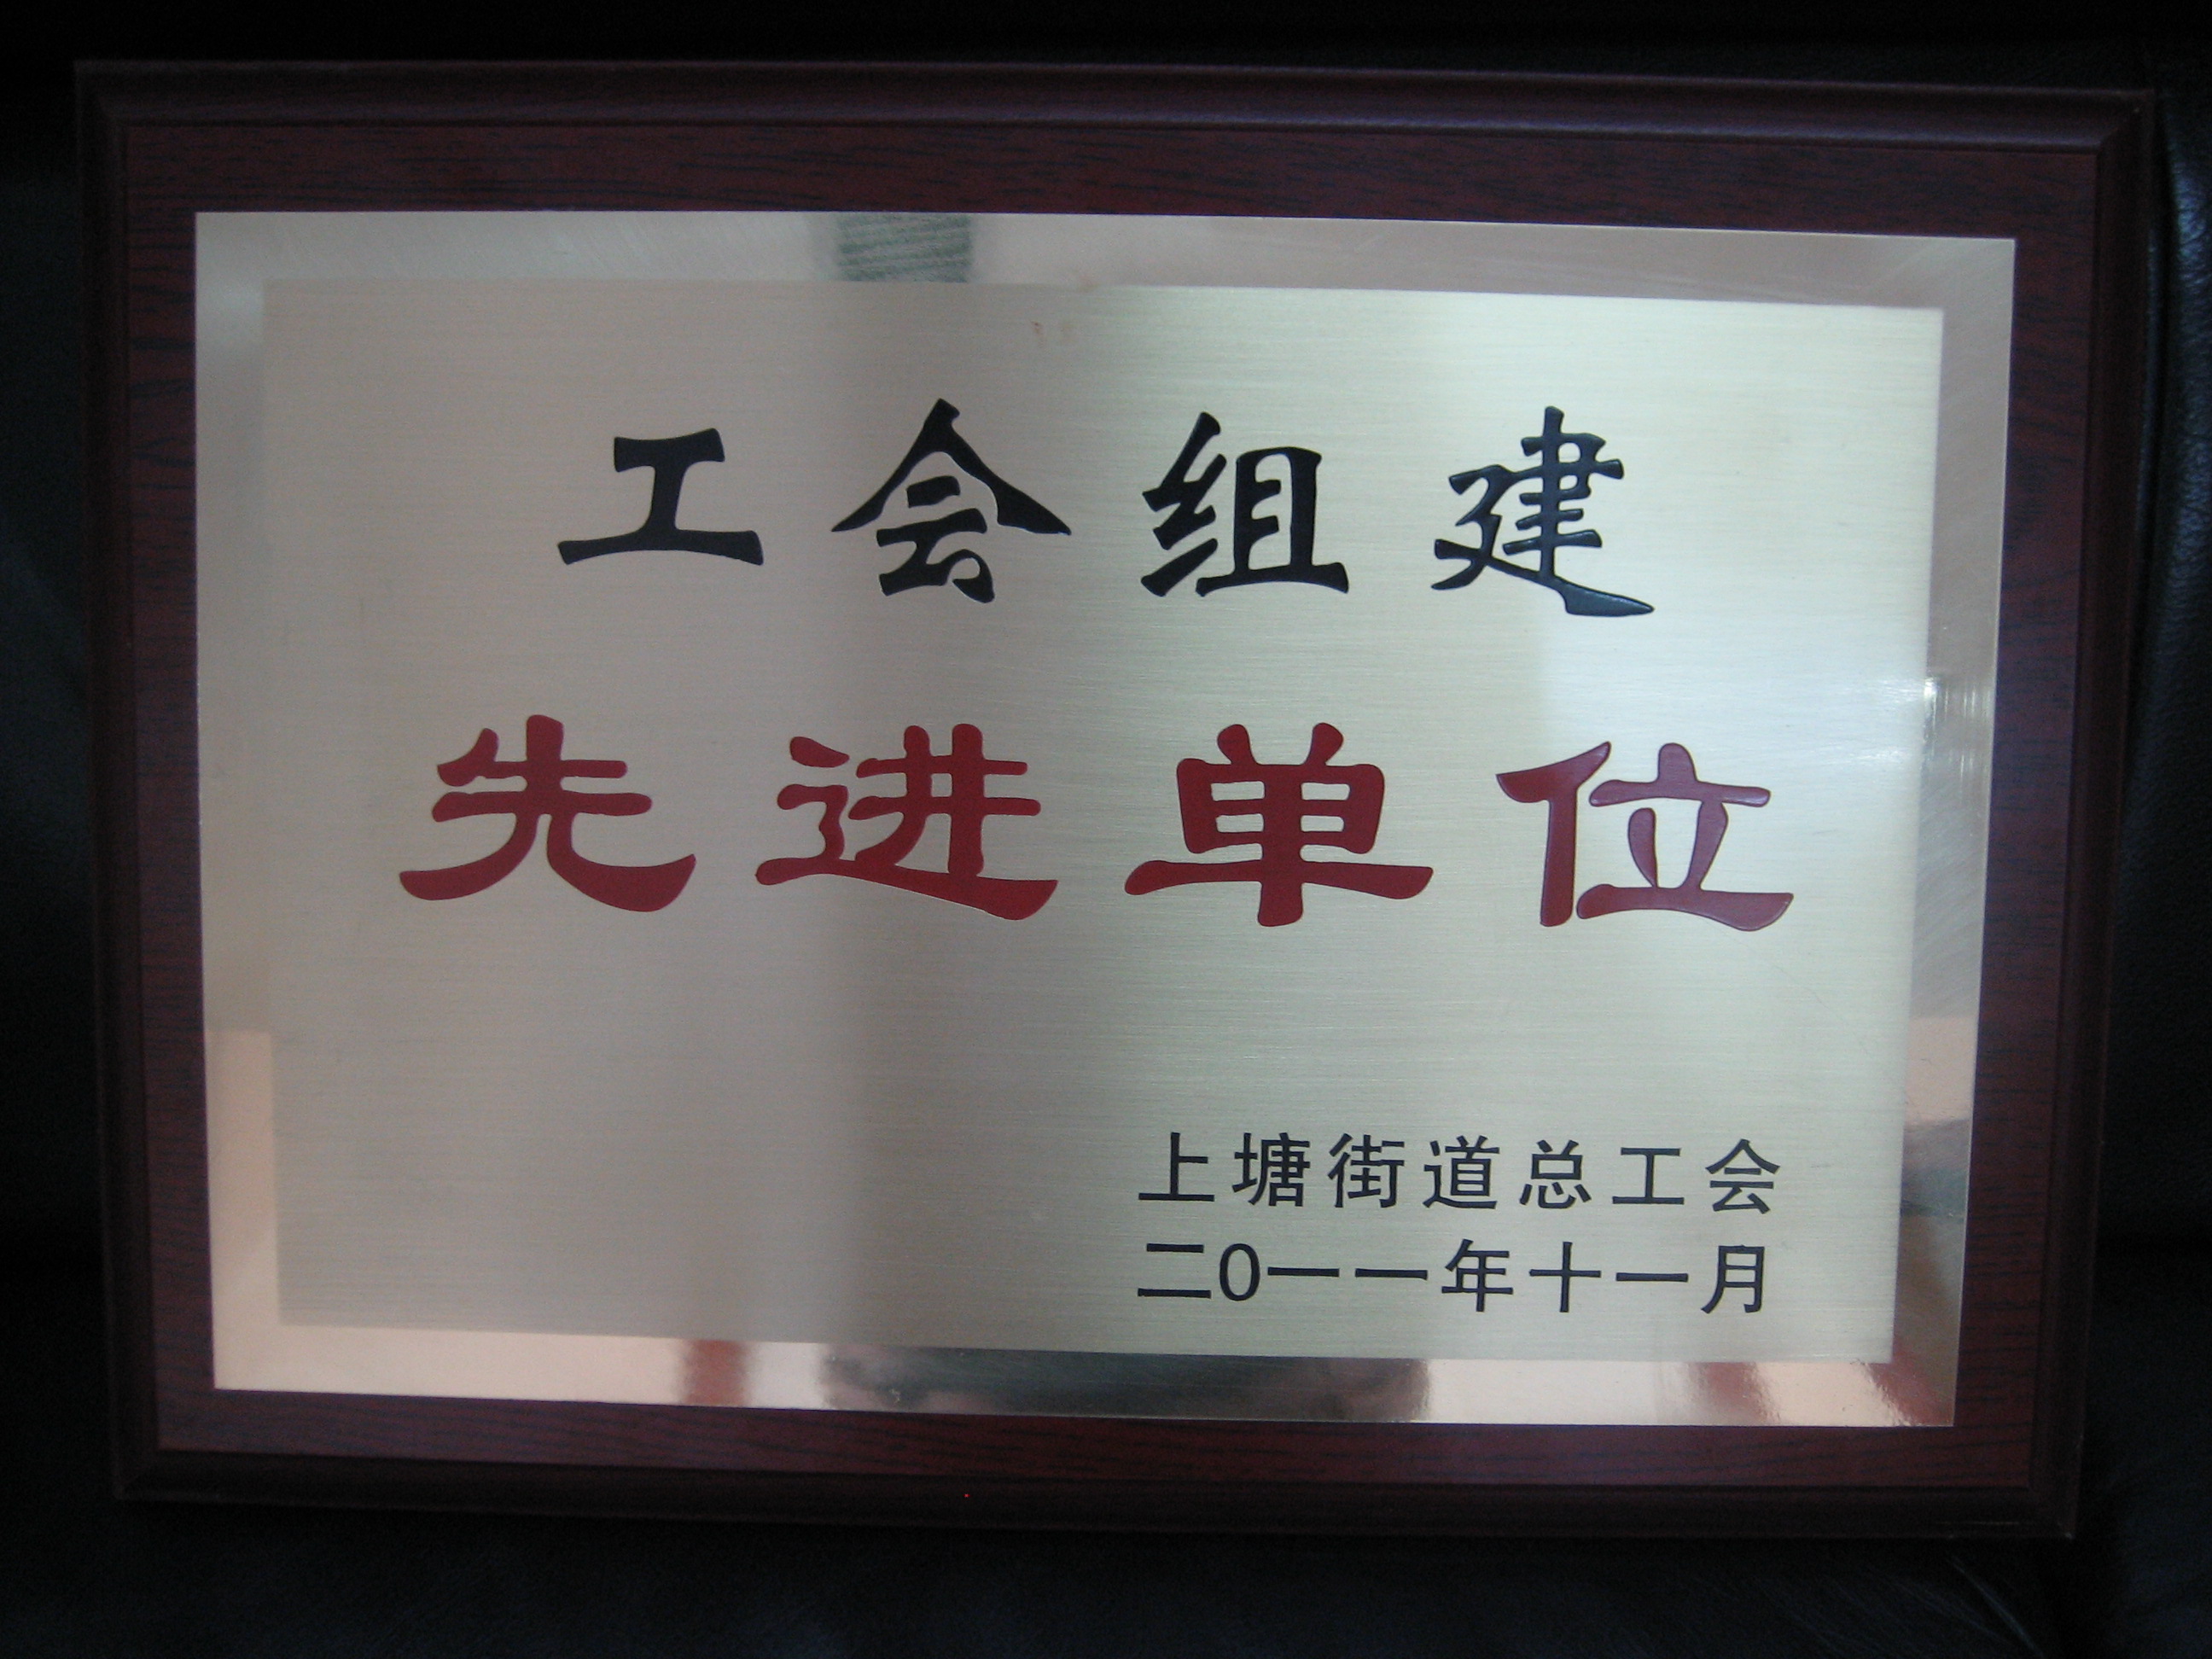 工会组建
先进单位
上塘街道总工会
二0一一年十一月